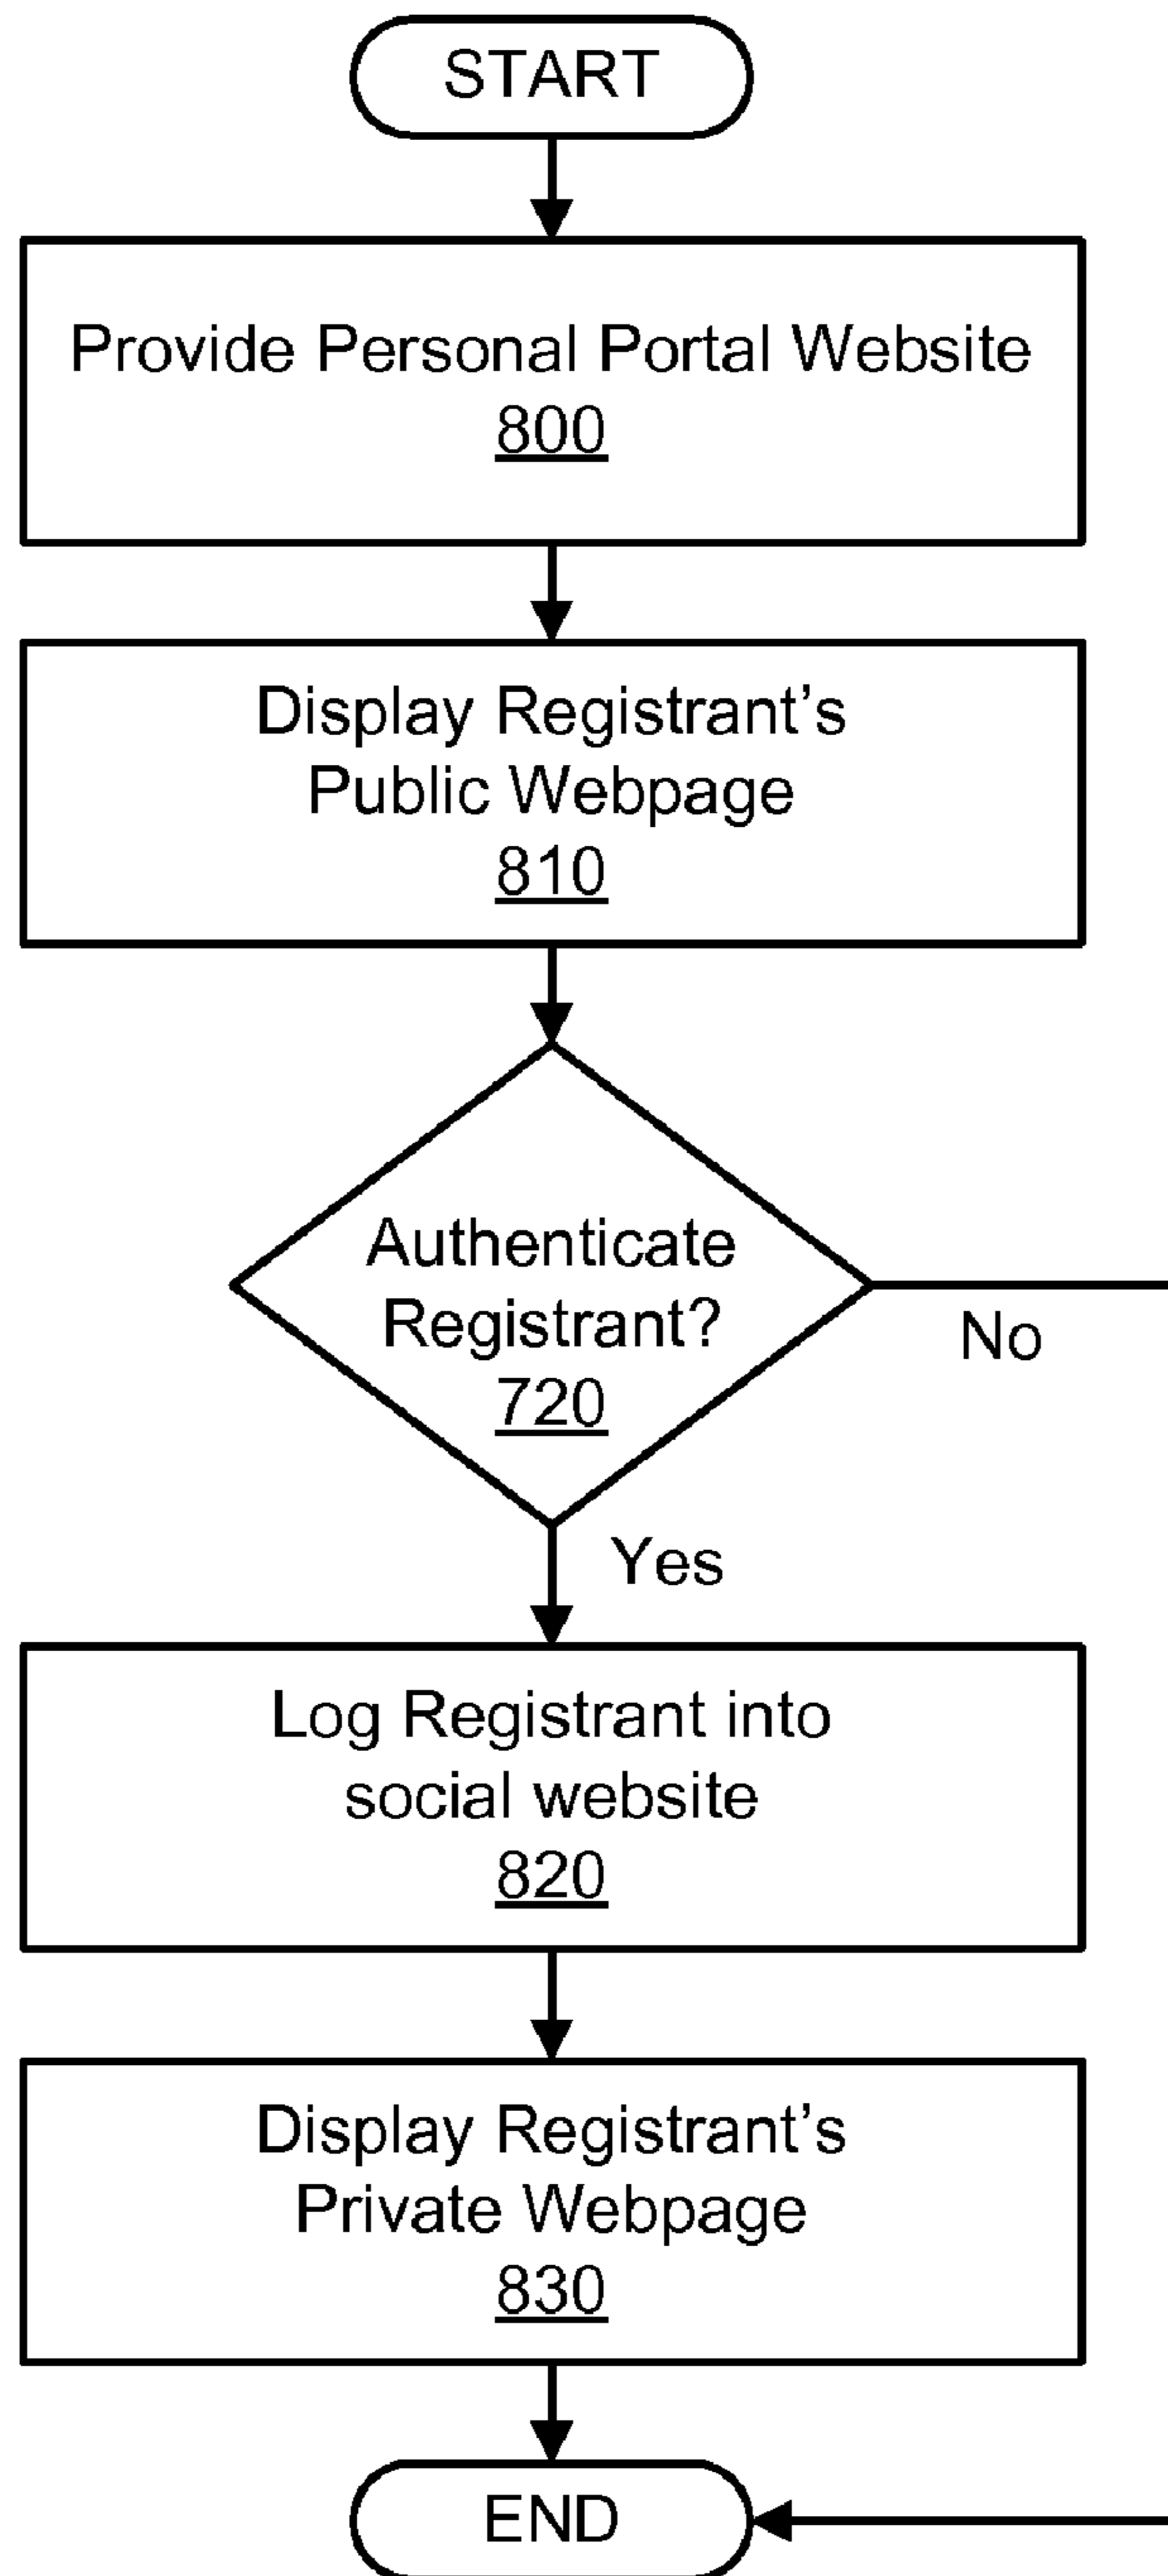 START
Provide Personal Portal Website
800
Display Registrant's
Public Webpage
810
Authenticate
Registrant?
720
No
Yes
Log Registrant into
social website
820
Display Registrant's
Private Webpage
830
END